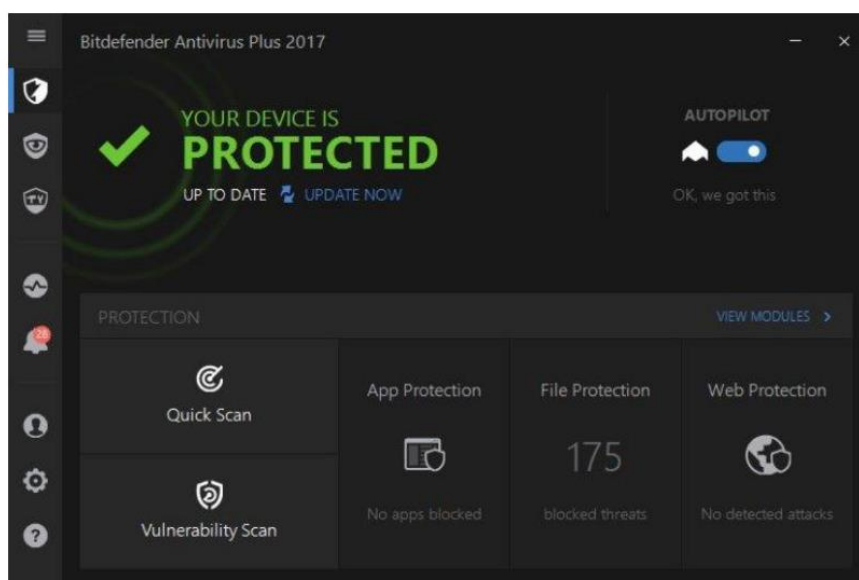 Bitdefender Antivirus Plus 2017
YOUR DEVICE IS
PROTECTED
UP TO DATE UPDATE NOW
AUTOPILOT
OK, we got this
28
PROTECTION
VIEW MODULES >
Quick Scan
Vulnerability Scan
App Protection
No apps blocked
File Protection
175
blocked threats
Web Protection
No detected attacks